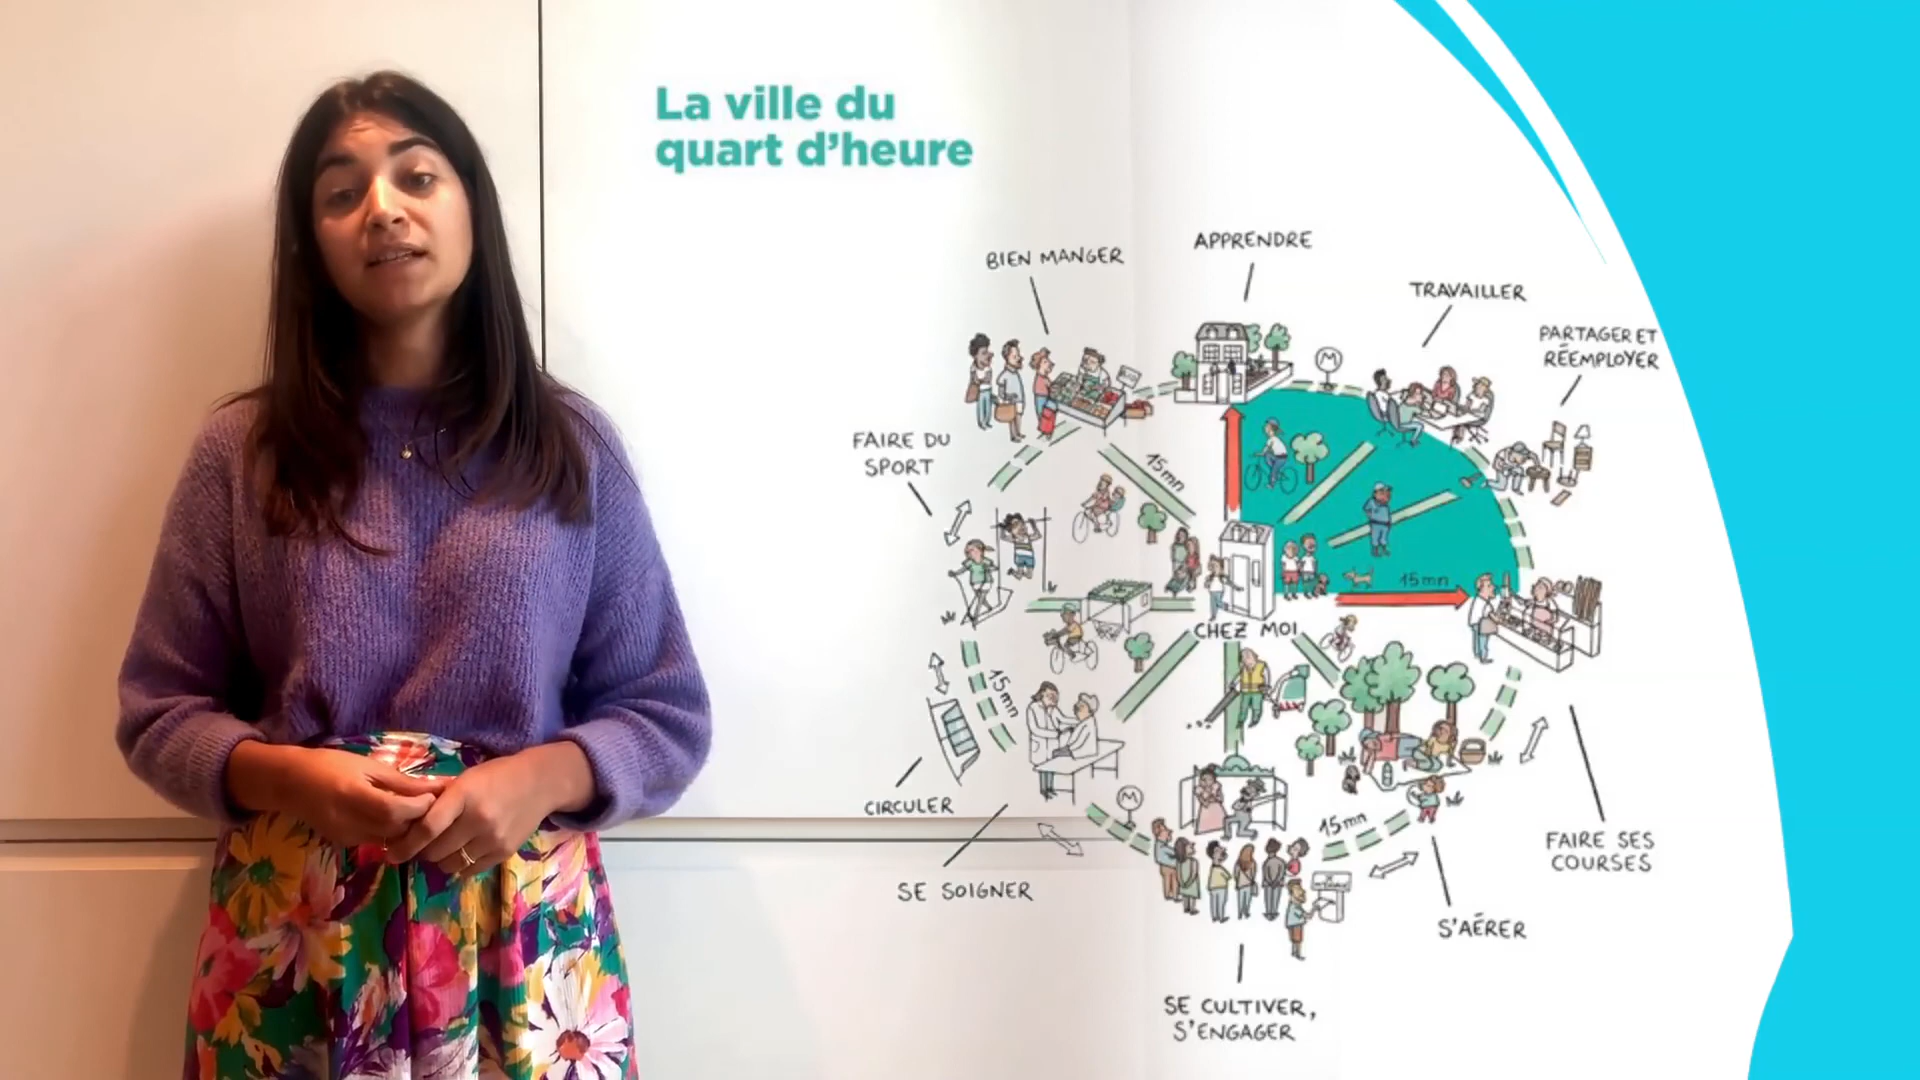 La ville du
quart d'heure
APPRENDRE
BIEN MANGER
TRAVAILLER
PARTAGER ET
RÉEMPLOYER
M
FAIRE DU
SPORT
15mn
15mn
CHEZ MOI
15mn
M
15mn
CIRCULER
SE SOIGNER
FAIRE SES
COURSES
S'AÉRER
SE CULTIVER,
S'ENGAGER